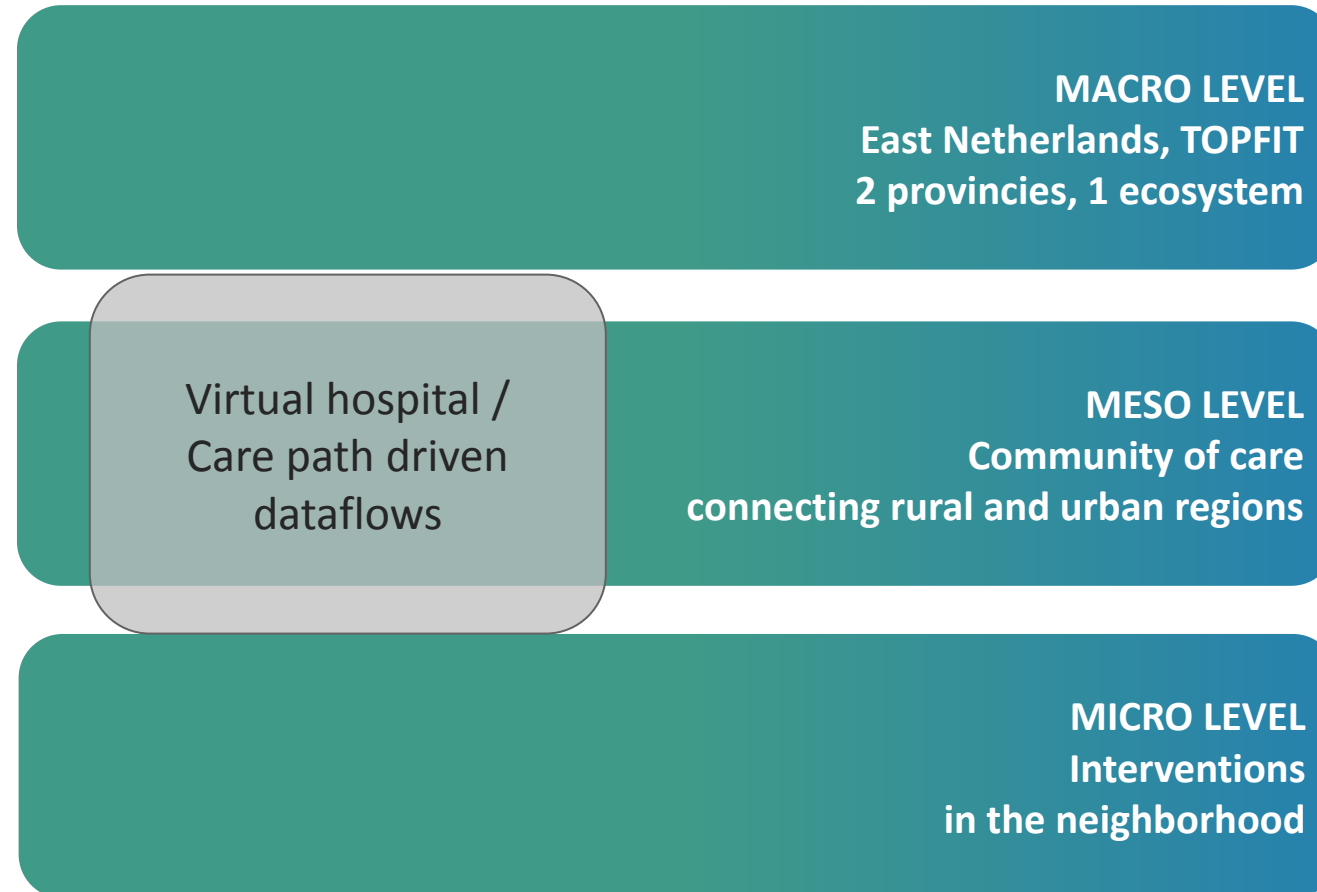 MACRO LEVEL
East Netherlands, TOPFIT
2 provincies, 1 ecosystem
Virtual hospital /
Care path driven
dataflows
MESO LEVEL
Community of care
connecting rural and urban regions
MICRO LEVEL
Interventions
in the neighborhood